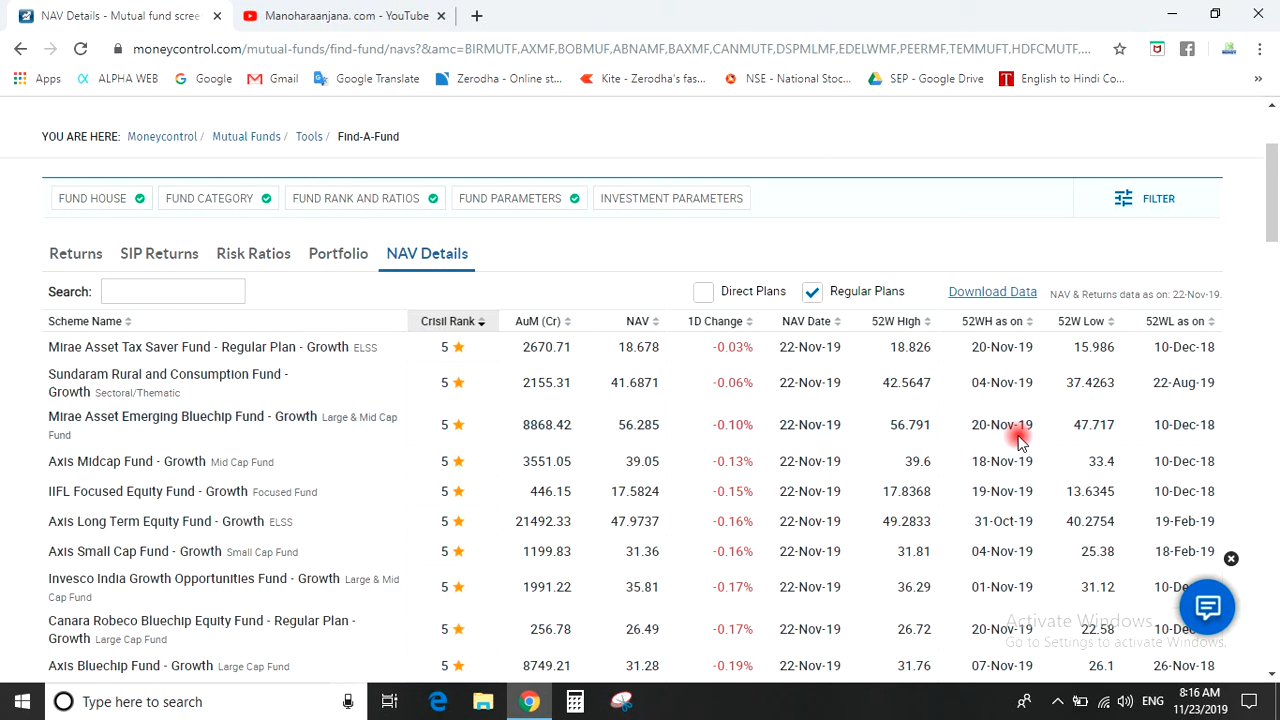 NAV Details - Mutual fund scree
Manoharaanjana. com - YouTube
moneycontrol.com/mutual-funds/find-fund/navs?&amc=BIRMUTF,AXMF,BOBMUF,ABNAMF,BAXMF,CANMUTF,DSPMLMF,EDELWMF,PEERMF,TEMMUFT,HDFCMUTF,...
Apps ALPHA WEB Google Gmail Google Translate Zerodha - Online st... Kite - Zerodha's fas... NSE - National Stoc... SEP - Google Drive English to Hindi Co... »
YOU ARE HERE: Moneycontrol / Mutual Funds / Tools / Find-A-Fund
FUND HOUSE FUND CATEGORY FUND RANK AND RATIOS FUND PARAMETERS INVESTMENT PARAMETERS FILTER
Returns SIP Returns Risk Ratios Portfolio NAV Details
Search: Direct Plans Regular Plans Download Data NAV & Returns data as on: 22-Nov-19.
Scheme Name Crisil Rank AuM (Cr) NAV 1D Change NAV Date 52W High 52WH as on 52W Low 52WL as on
Mirae Asset Tax Saver Fund - Regular Plan - Growth ELSS 5 2670.71 18.678 -0.03% 22-Nov-19 18.826 20-Nov-19 15.986 10-Dec-18
Sundaram Rural and Consumption Fund -
Growth Sectoral/Thematic 5 2155.31 41.6871 -0.06% 22-Nov-19 42.5647 04-Nov-19 37.4263 22-Aug-19
Mirae Asset Emerging Bluechip Fund - Growth Large & Mid Cap
Fund 5 8868.42 56.285 -0.10% 22-Nov-19 56.791 20-Nov-19 47.717 10-Dec-18
Axis Midcap Fund - Growth Mid Cap Fund 5 3551.05 39.05 -0.13% 22-Nov-19 39.6 18-Nov-19 33.4 10-Dec-18
IIFL Focused Equity Fund - Growth Focused Fund 5 446.15 17.5824 -0.15% 22-Nov-19 17.8368 19-Nov-19 13.6345 10-Dec-18
Axis Long Term Equity Fund - Growth ELSS 5 21492.33 47.9737 -0.16% 22-Nov-19 49.2833 31-Oct-19 40.2754 19-Feb-19
Axis Small Cap Fund - Growth Small Cap Fund 5 1199.83 31.36 -0.16% 22-Nov-19 31.81 04-Nov-19 25.38 18-Feb-19
Invesco India Growth Opportunities Fund - Growth Large & Mid
Cap Fund 5 1991.22 35.81 -0.17% 22-Nov-19 36.29 01-Nov-19 31.12 10-De
Canara Robeco Bluechip Equity Fund - Regular Plan -
Growth Large Cap Fund 5 256.78 26.49 -0.17% 22-Nov-19 26.72 20-Nov-19 22.58 10-De
Axis Bluechip Fund - Growth Large Cap Fund 5 8749.21 31.28 -0.19% 22-Nov-19 31.76 07-Nov-19 26.1 26-Nov-18
Activate Windows
Go to Settings to activate Windows.
Type here to search
ENG
8:16 AM
11/23/2019